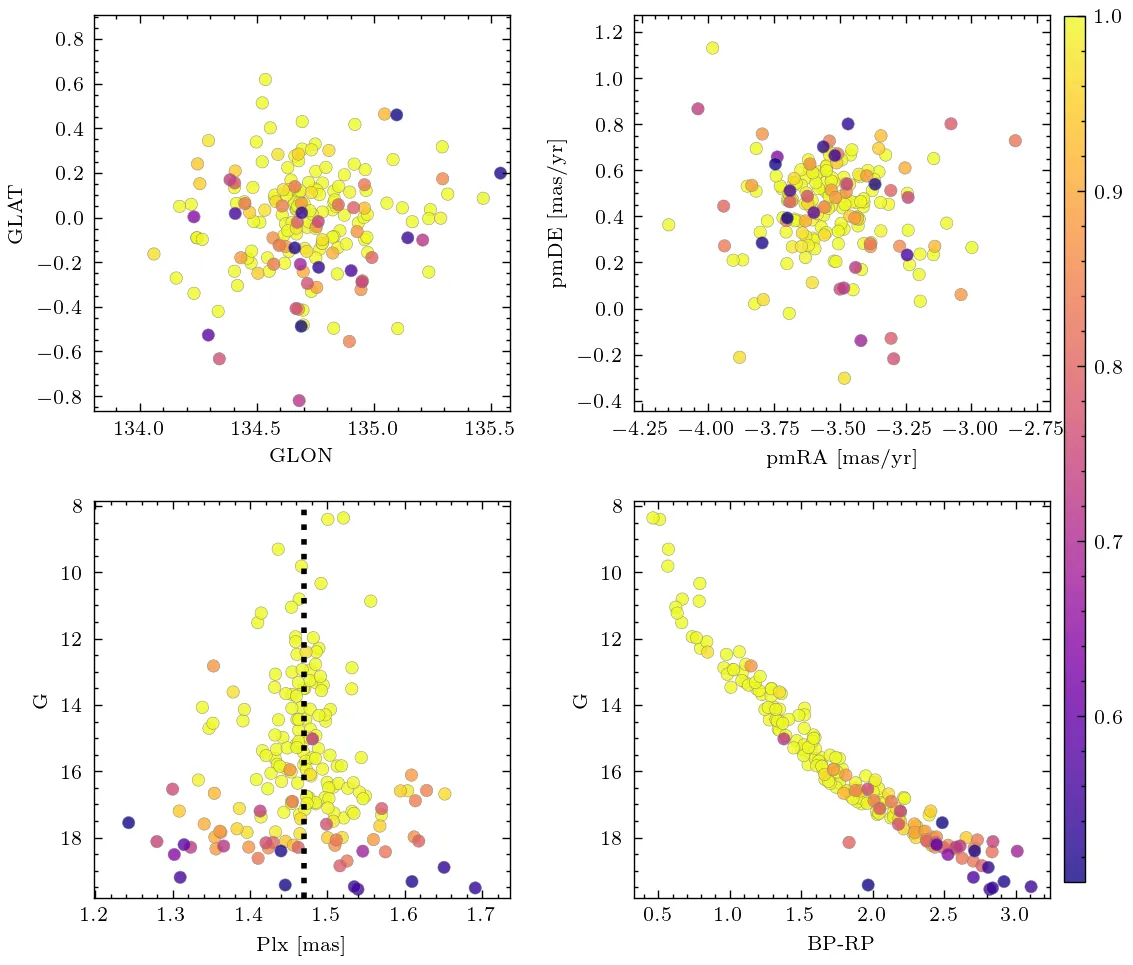 0.8
0.6
0.4
0.2
0.0
−0.2
−0.4
−0.6
−0.8
GLAT
134.0 134.5 135.0 135.5
GLON
1.2
1.0
0.8
0.6
0.4
0.2
0.0
−0.2
−0.4
pmDE [mas/yr]
−4.25 −4.00 −3.75 −3.50 −3.25 −3.00 −2.75
pmRA [mas/yr]
8
10
12
14
16
18
G
1.2 1.3 1.4 1.5 1.6 1.7
Plx [mas]
8
10
12
14
16
18
G
0.5 1.0 1.5 2.0 2.5 3.0
BP-RP
1.0
0.9
0.8
0.7
0.6